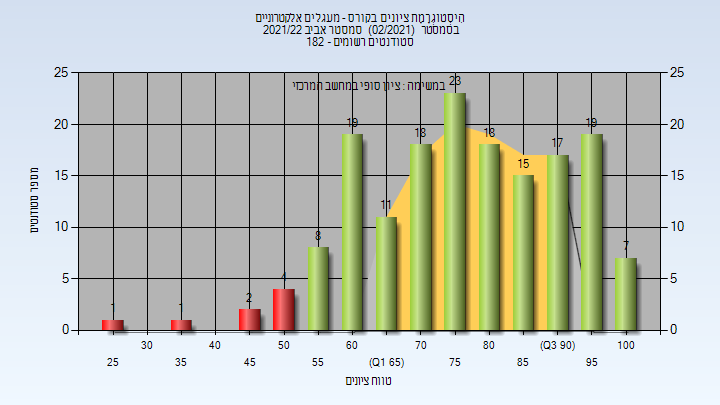 הִיסְטוֹגְרַמַת ציונים בקורס - מעגלים אלקטרוניים
בסמסטר (02/2021) סמסטר אביב 2021/22
סטודנטים רשומים - 182
במשימה : ציון סופי במחשב המרכזי
מספר סטודנטים
25 25
20 20
15 15
10 10
5 5
0 0
1 1 2 4 8 19 11 18 23 18 15 17 19 7
30 40 50 60 70 80 (Q3 90) 100
25 35 45 55 (Q1 65) 75 85 95
טווח ציונים